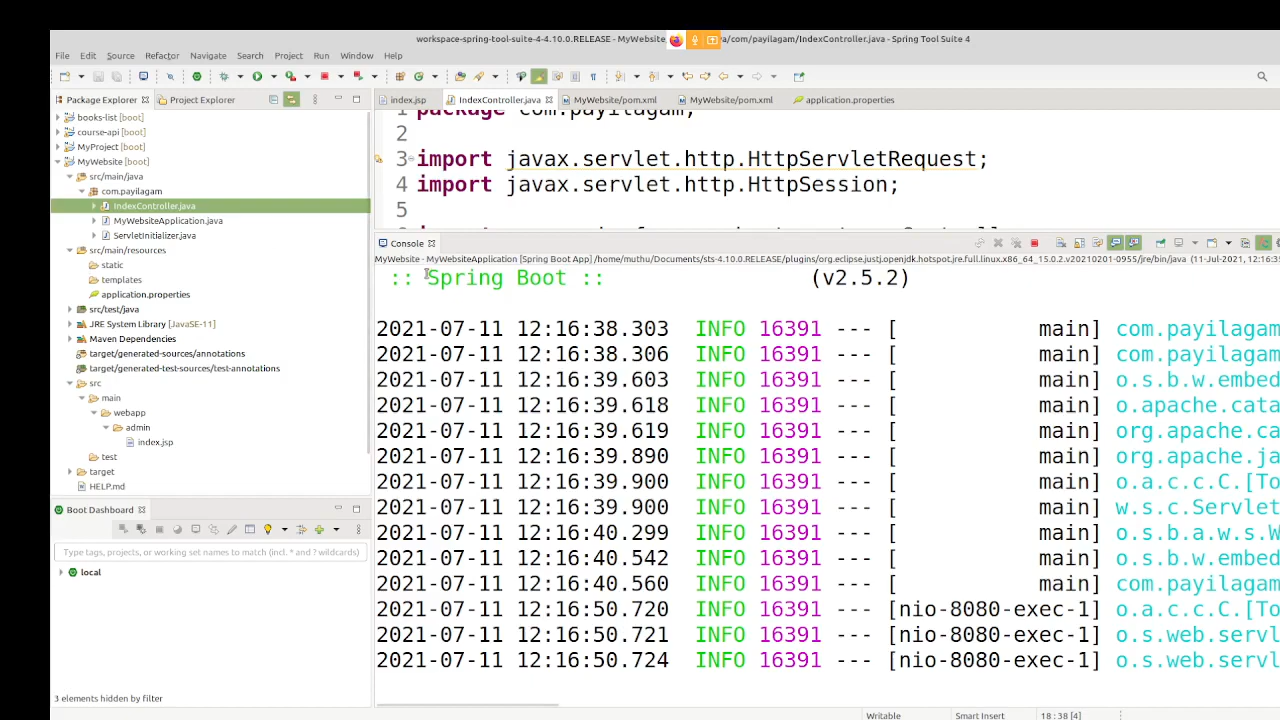 workspace-spring-tool-suite-4-4.10.0.RELEASE - MyWebsite, va/com/payilagam/IndexController.java - Spring Tool Suite 4
File Edit Source Refactor Navigate Search Project Run Window Help
Package Explorer Project Explorer
index.jsp IndexController.java MyWebsite/pom.xml MyWebsite/pom.xml application.properties
books-list [boot]
course-api [boot]
MyProject [boot]
MyWebsite [boot]
src/main/java
com.payilagam
IndexController.java
MyWebsiteApplication.java
ServletInitializer.java
src/main/resources
static
templates
application.properties
src/test/java
JRE System Library [JavaSE-11]
Maven Dependencies
target/generated-sources/annotations
target/generated-test-sources/test-annotations
src
main
webapp
admin
index.jsp
test
target
HELP.md
1 package com.payilagam;
2
3 import javax.servlet.http.HttpServletRequest;
4 import javax.servlet.http.HttpSession;
5
Console
MyWebsite - MyWebsiteApplication [Spring Boot App] /home/muthu/Documents/sts-4.10.0.RELEASE/plugins/org.eclipse.justj.openjdk.hotspot.jre.full.linux.x86_64_15.0.2.v20210201-0955/jre/bin/java (11-Jul-2021, 12:16:35
:: Spring Boot :: (v2.5.2)
2021-07-11 12:16:38.303 INFO 16391 --- [ main] com.payilagam
2021-07-11 12:16:38.306 INFO 16391 --- [ main] com.payilagam
2021-07-11 12:16:39.603 INFO 16391 --- [ main] o.s.b.w.embed
2021-07-11 12:16:39.618 INFO 16391 --- [ main] o.apache.cata
2021-07-11 12:16:39.619 INFO 16391 --- [ main] org.apache.ca
2021-07-11 12:16:39.890 INFO 16391 --- [ main] org.apache.ja
2021-07-11 12:16:39.900 INFO 16391 --- [ main] o.a.c.c.C.[To
2021-07-11 12:16:39.900 INFO 16391 --- [ main] w.s.c.Servlet
2021-07-11 12:16:40.299 INFO 16391 --- [ main] o.s.b.a.w.s.W
2021-07-11 12:16:40.542 INFO 16391 --- [ main] o.s.b.w.embed
2021-07-11 12:16:40.560 INFO 16391 --- [ main] com.payilagam
2021-07-11 12:16:50.720 INFO 16391 --- [nio-8080-exec-1] o.a.c.c.C.[To
2021-07-11 12:16:50.721 INFO 16391 --- [nio-8080-exec-1] o.s.web.servl
2021-07-11 12:16:50.724 INFO 16391 --- [nio-8080-exec-1] o.s.web.servl
Boot Dashboard
Type tags, projects, or working set names to match (incl. * and ? wildcards)
local
3 elements hidden by filter
Writable Smart Insert 18 : 38 [4]